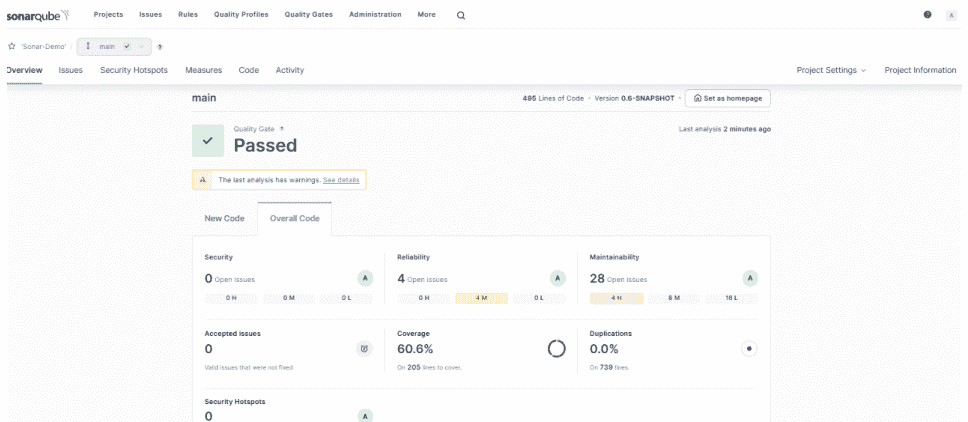 sonarqube Projects Issues Rules Quality Profiles Quality Gates Administration More ? A
'Sonar-Demo' / main ?
Overview Issues Security Hotspots Measures Code Activity Project Settings Project Information
main 495 Lines of Code · Version 0.6-SNAPSHOT · Set as homepage
Quality Gate ?
Passed
Last analysis 2 minutes ago
The last analysis has warnings. See details
New Code Overall Code
Security
0 Open issues A
0 H 0 M 0 L
Reliability
4 Open issues A
0 H 4 M 0 L
Maintainability
28 Open issues A
4 H 8 M 16 L
Accepted issues
0
Valid issues that were not fixed
Coverage
60.6%
On 205 lines to cover.
Duplications
0.0%
On 739 lines.
Security Hotspots
0 A